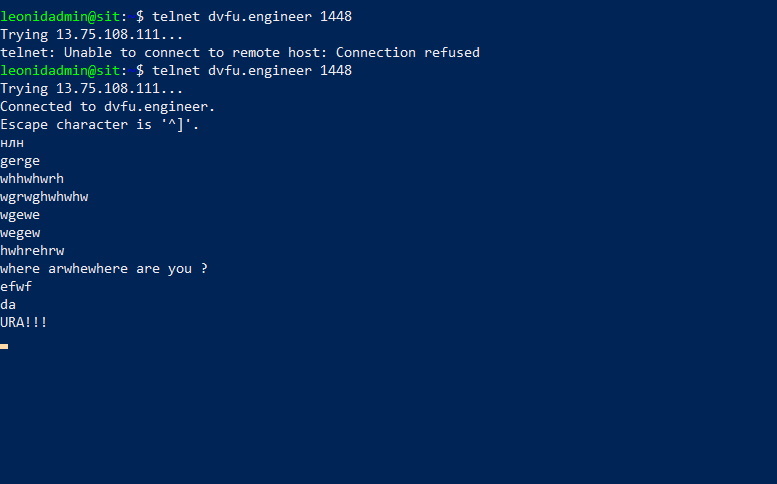 leonidadmin@sit: $ telnet dvfu.engineer 1448
Trying 13.75.108.111...
telnet: Unable to connect to remote host: Connection refused
leonidadmin@sit: $ telnet dvfu.engineer 1448
Trying 13.75.108.111...
Connected to dvfu.engineer.
Escape character is '^]'.
нлн
gerge
whhwhwrh
wgrwghwhwhw
wgewe
wegew
hwhrehrw
where arwhewhere are you ?
efwf
da
URA!!!